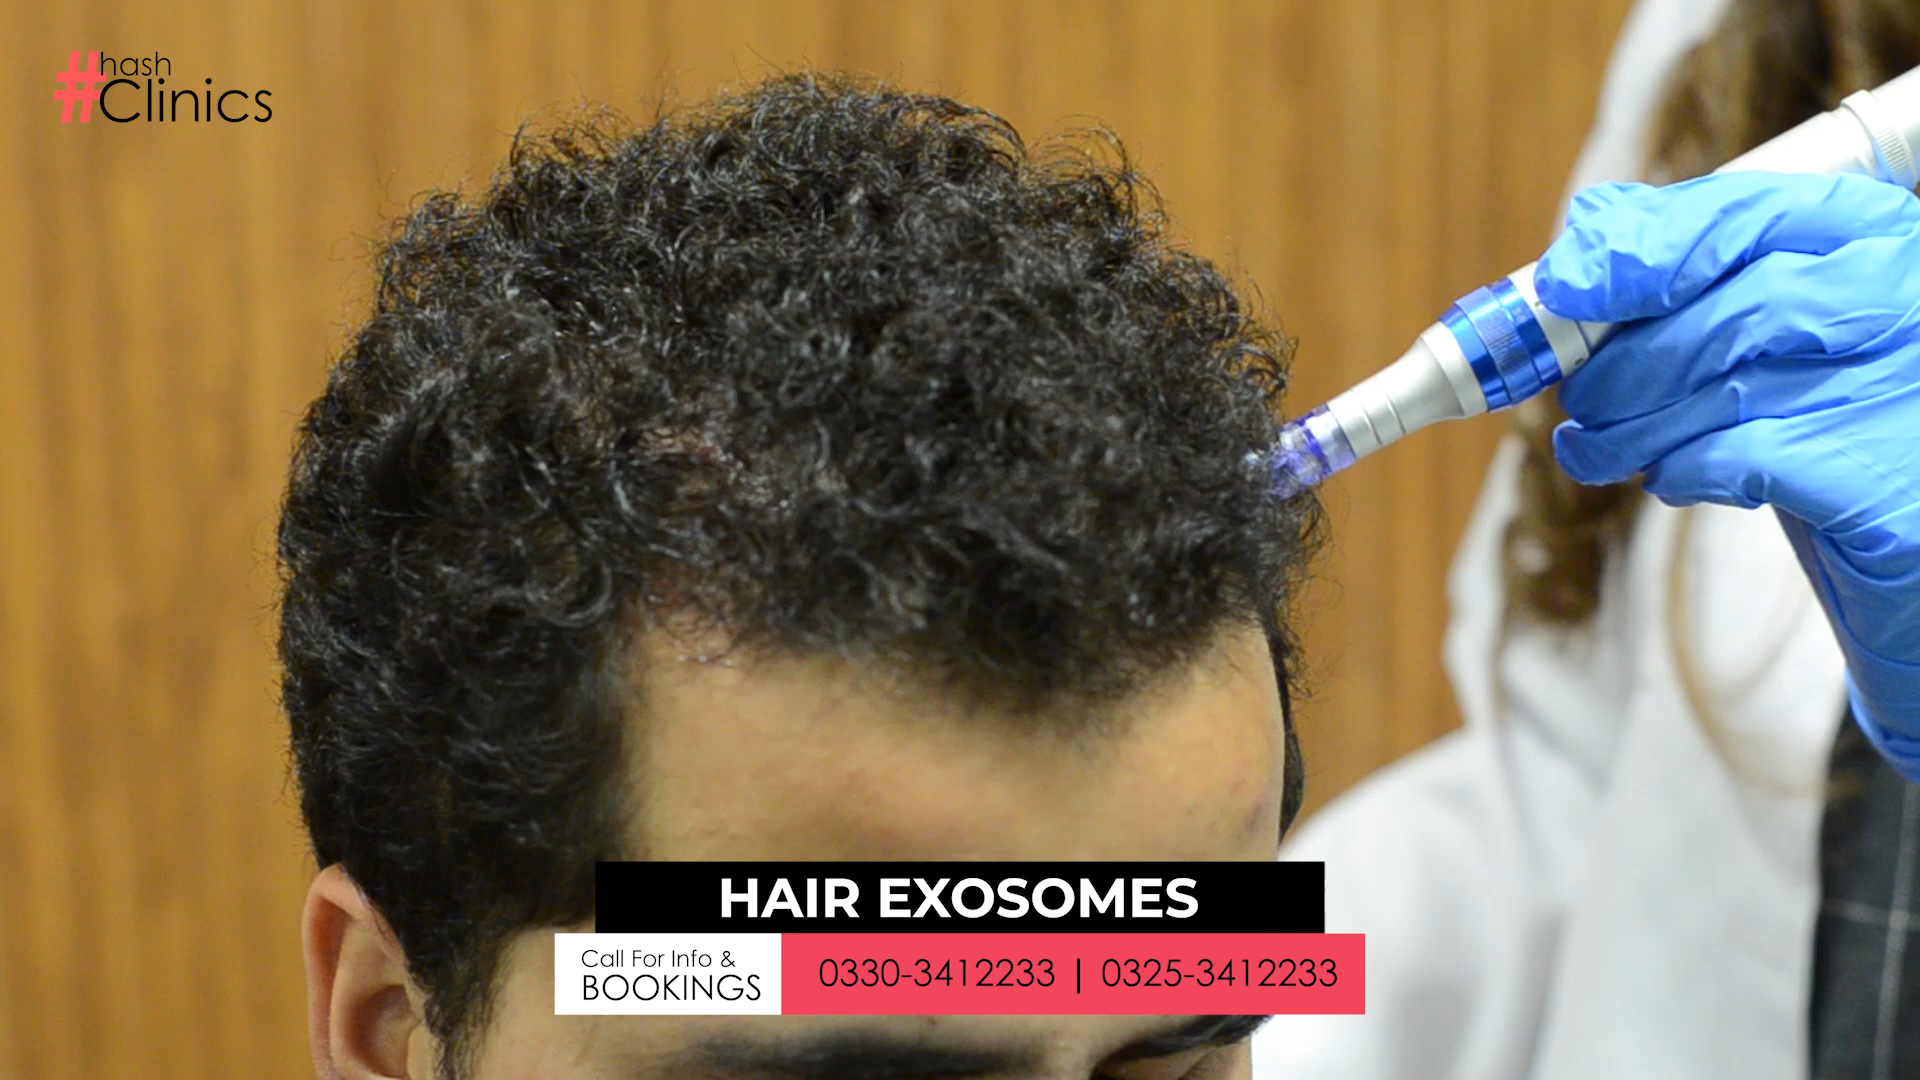 #hash
Clinics
HAIR EXOSOMES
Call For Info &
BOOKINGS
0330-3412233 | 0325-3412233